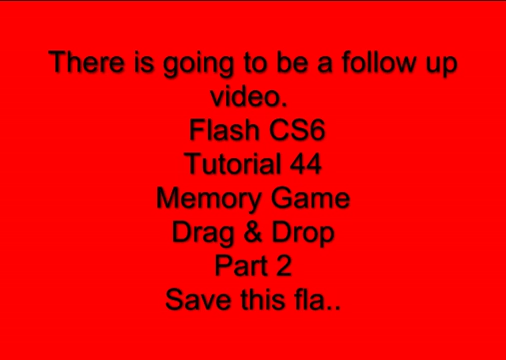 There is going to be a follow up
video.
Flash CS6
Tutorial 44
Memory Game
Drag & Drop
Part 2
Save this fla..